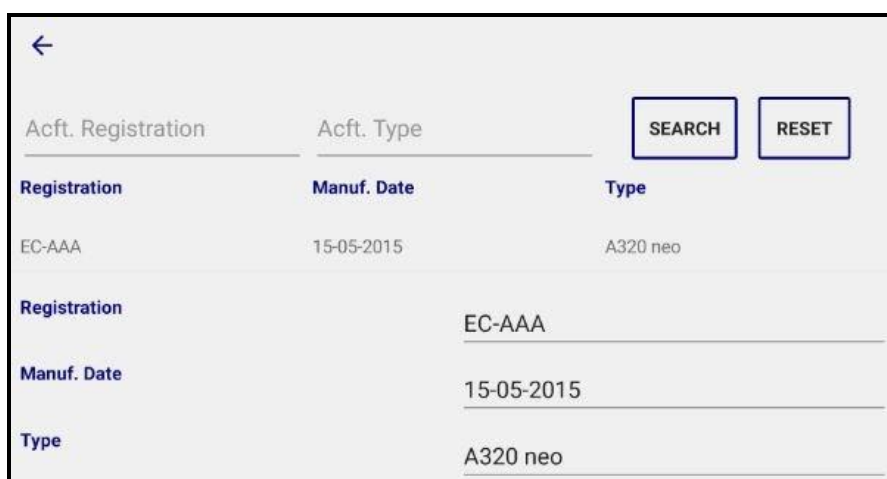 Acft. Registration Acft. Type SEARCH RESET
Registration Manuf. Date Type
EC-AAA 15-05-2015 A320 neo
Registration EC-AAA
Manuf. Date 15-05-2015
Type A320 neo